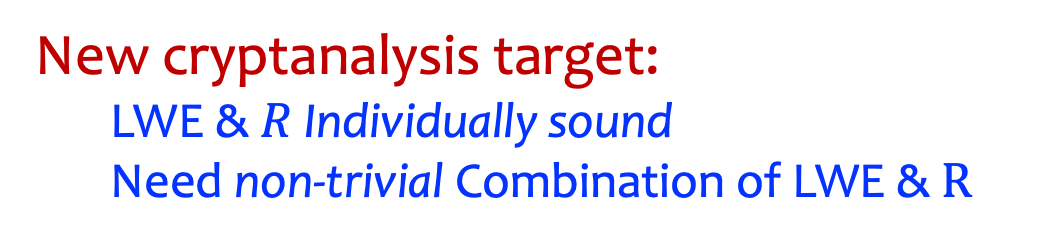 New cryptanalysis target:
LWE & R Individually sound
Need non-trivial Combination of LWE & R